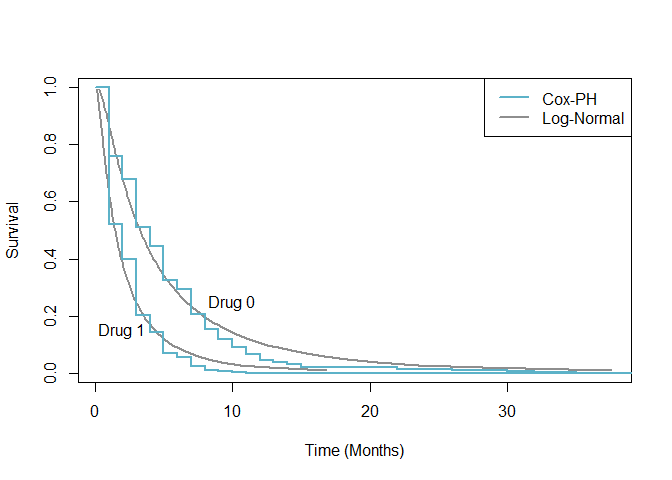 Cox-PH
Log-Normal
Survival
1.0
0.8
0.6
0.4
0.2
0.0
Drug 0
Drug 1
0 10 20 30
Time (Months)